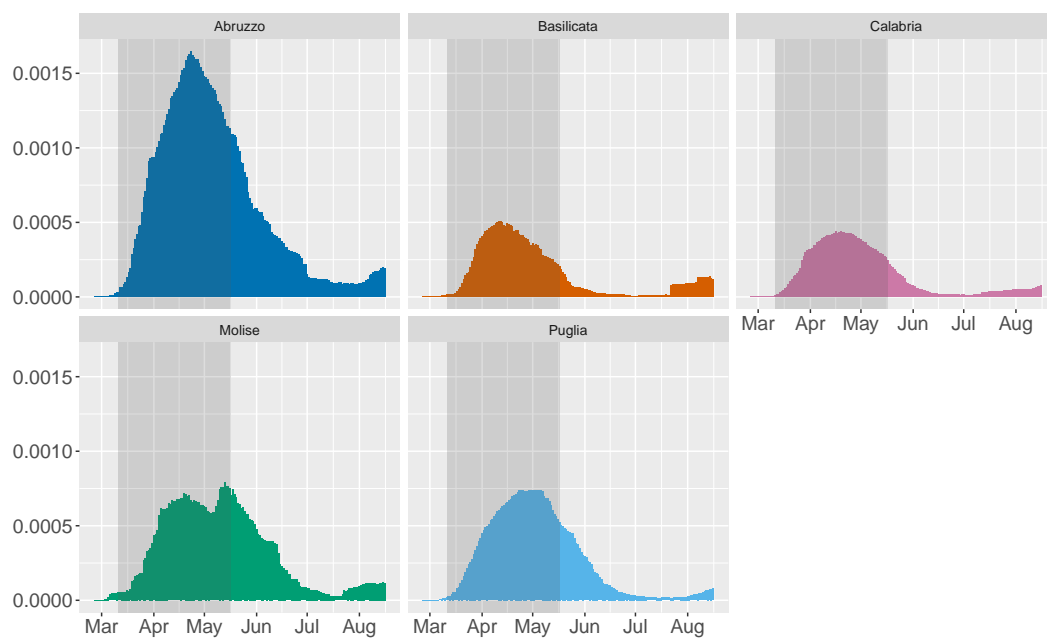 Abruzzo Basilicata Calabria
0.0015
0.0010
0.0005
0.0000
Mar Apr May Jun Jul Aug
Molise Puglia
0.0015
0.0010
0.0005
0.0000
Mar Apr May Jun Jul Aug Mar Apr May Jun Jul Aug